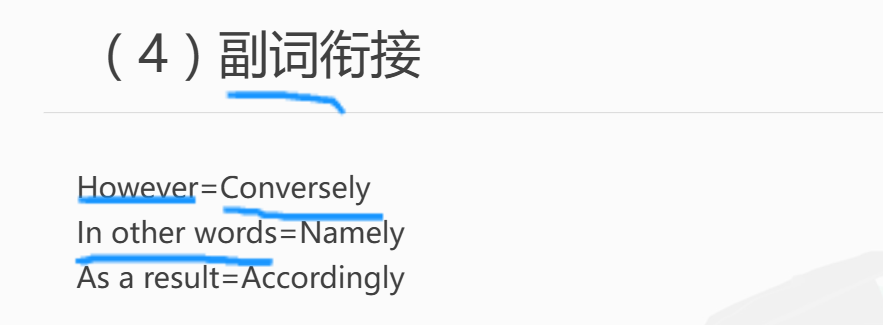 （4）副词衔接
However=Conversely
In other words=Namely
As a result=Accordingly